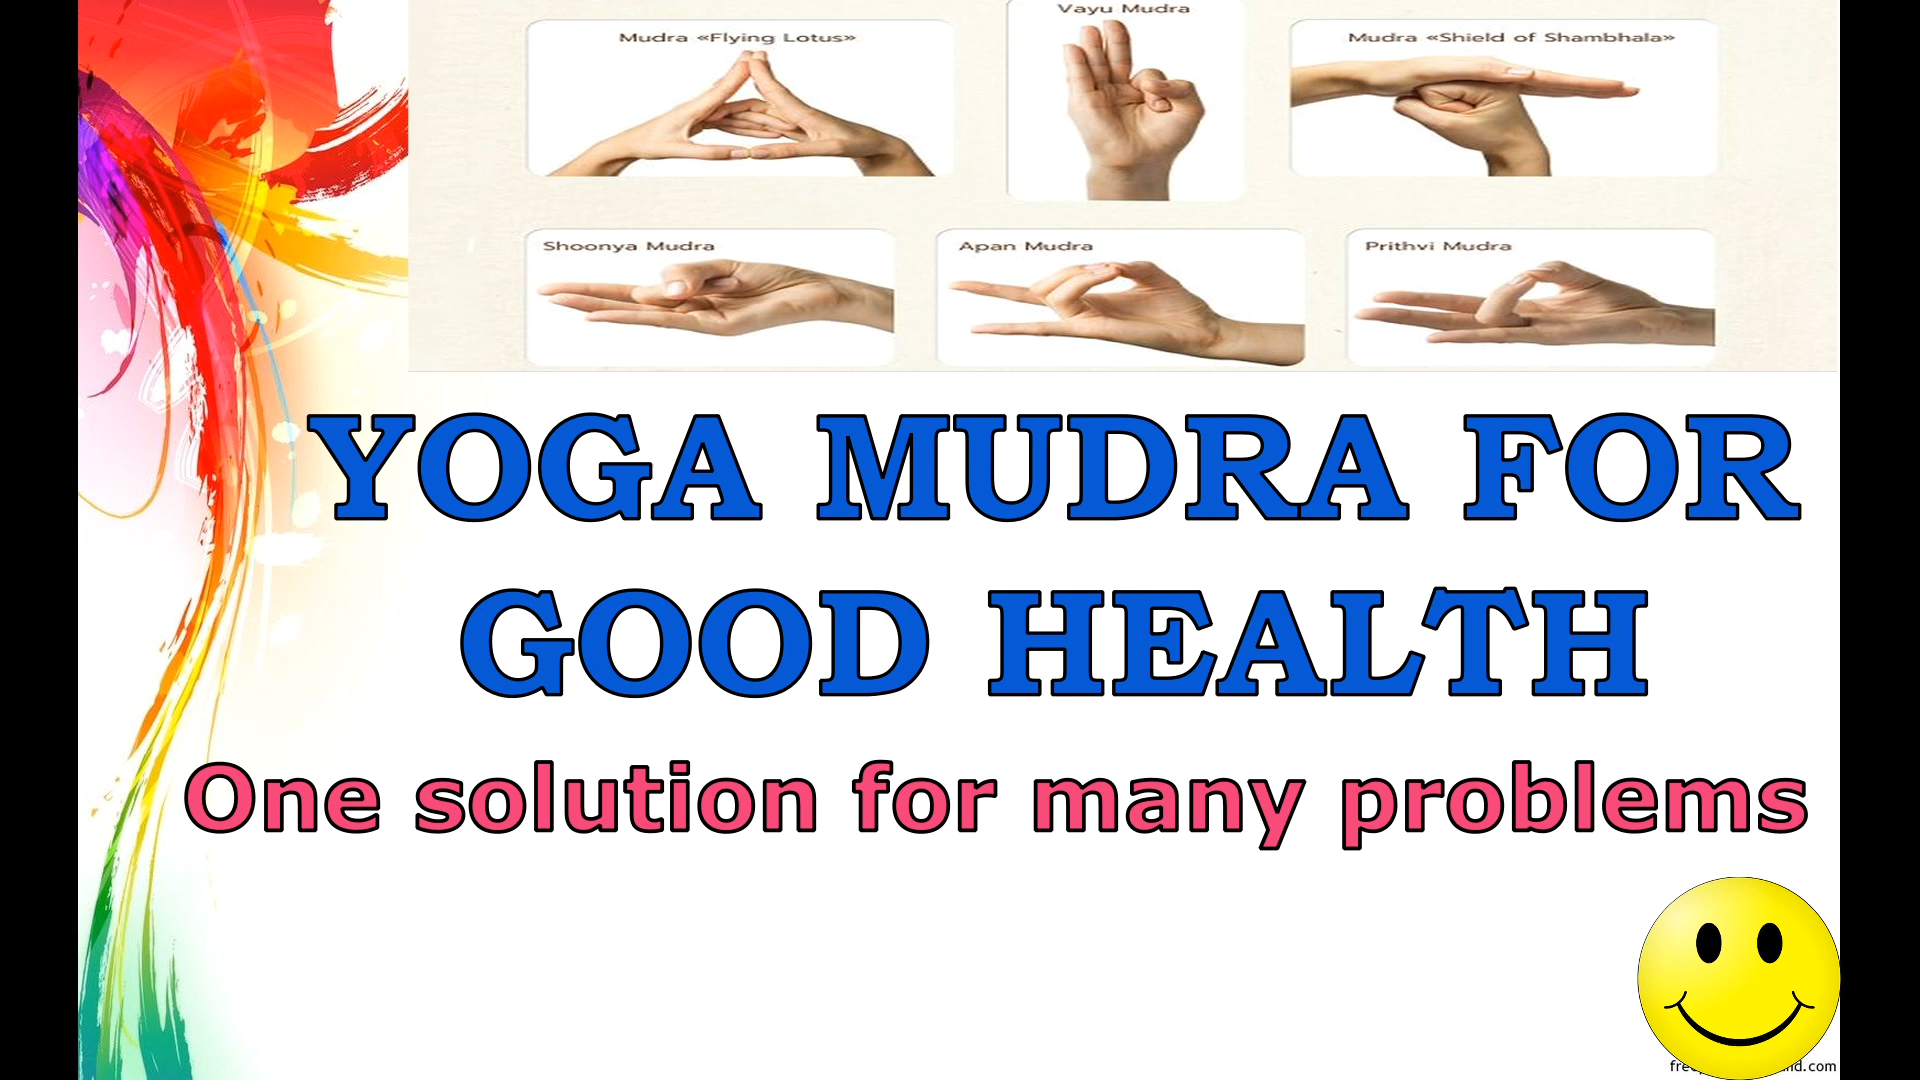 Vayu Mudra
Mudra «Flying Lotus»
Mudra «Shield of Shambhala»
Shoonya Mudra
Apan Mudra
Prithvi Mudra
YOGA MUDRA FOR
GOOD HEALTH
One solution for many problems